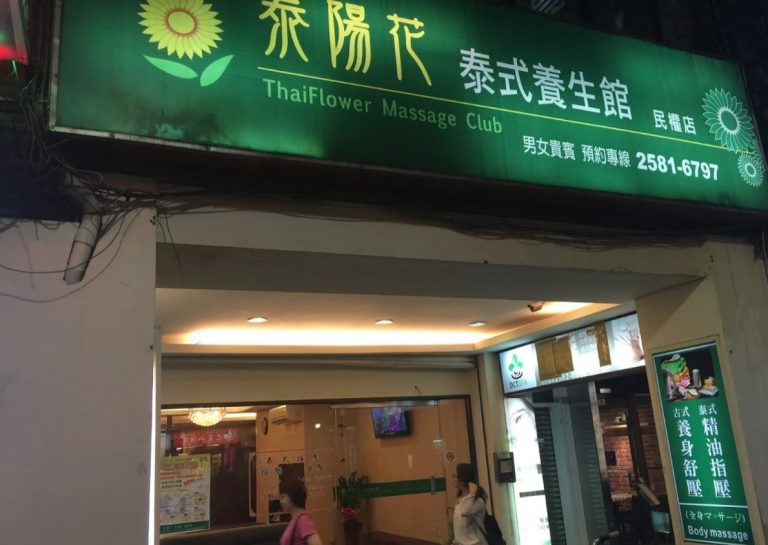 泰陽花
泰式養生館 民權店
ThaiFlower Massage Club
男女貴賓 預約專線 2581-6797
古式 泰式
養身舒壓 精油指壓
(全身マッサージ)
Body massage